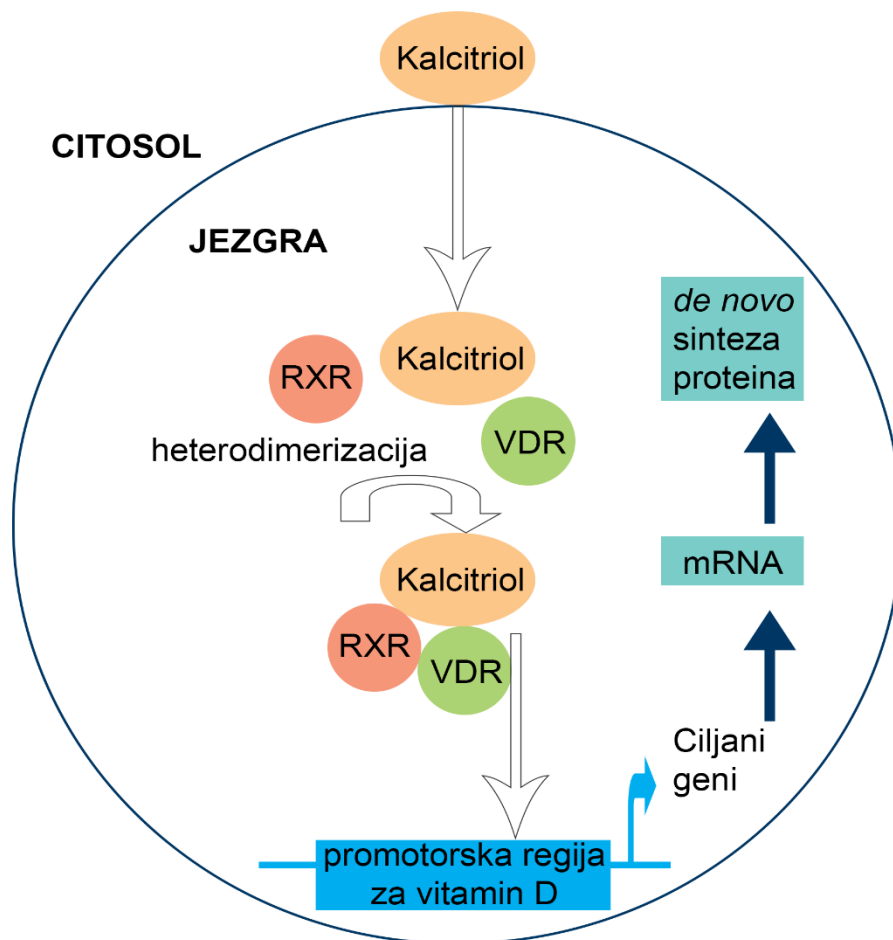 Kalcitriol
CITOSOL
JEZGRA
de novo
sinteza
proteina
Kalcitriol
RXR
VDR
heterodimerizacija
mRNA
Kalcitriol
RXR
VDR
Ciljani
geni
promotorska regija
za vitamin D